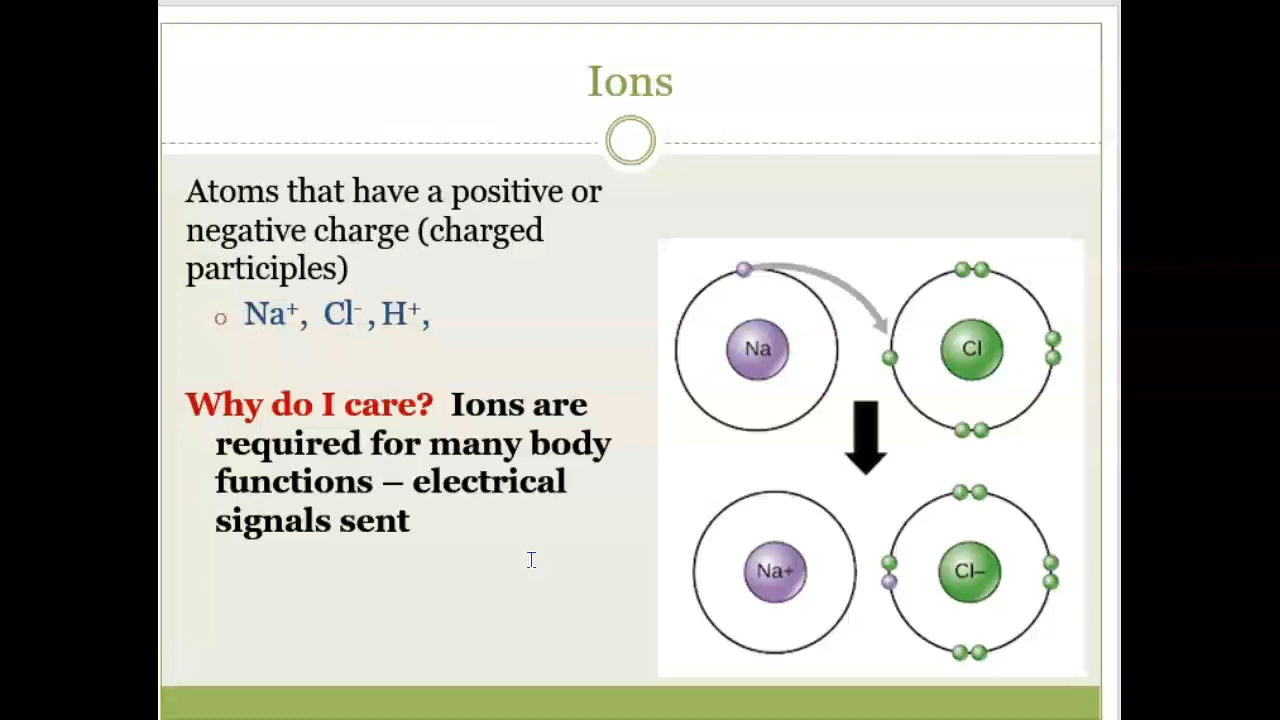 Ions
Atoms that have a positive or
negative charge (charged
participles)
o Na⁺, Cl⁻, H⁺,
Why do I care? Ions are
required for many body
functions – electrical
signals sent
Na
Cl
Na+
Cl–